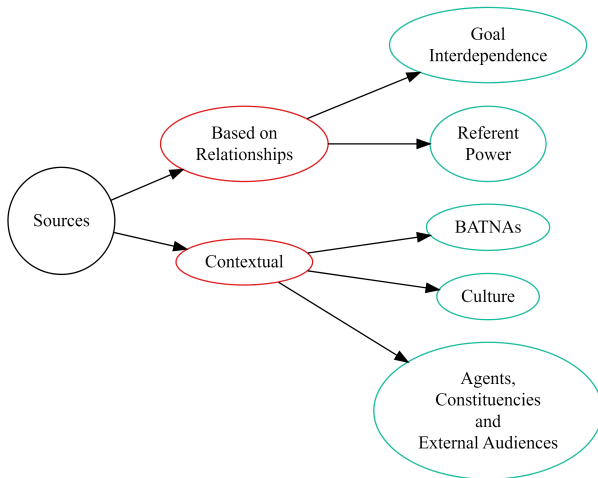 Goal
Interdependence
Based on
Relationships
Referent
Power
Sources
BATNAs
Contextual
Culture
Agents,
Constituencies
and
External Audiences